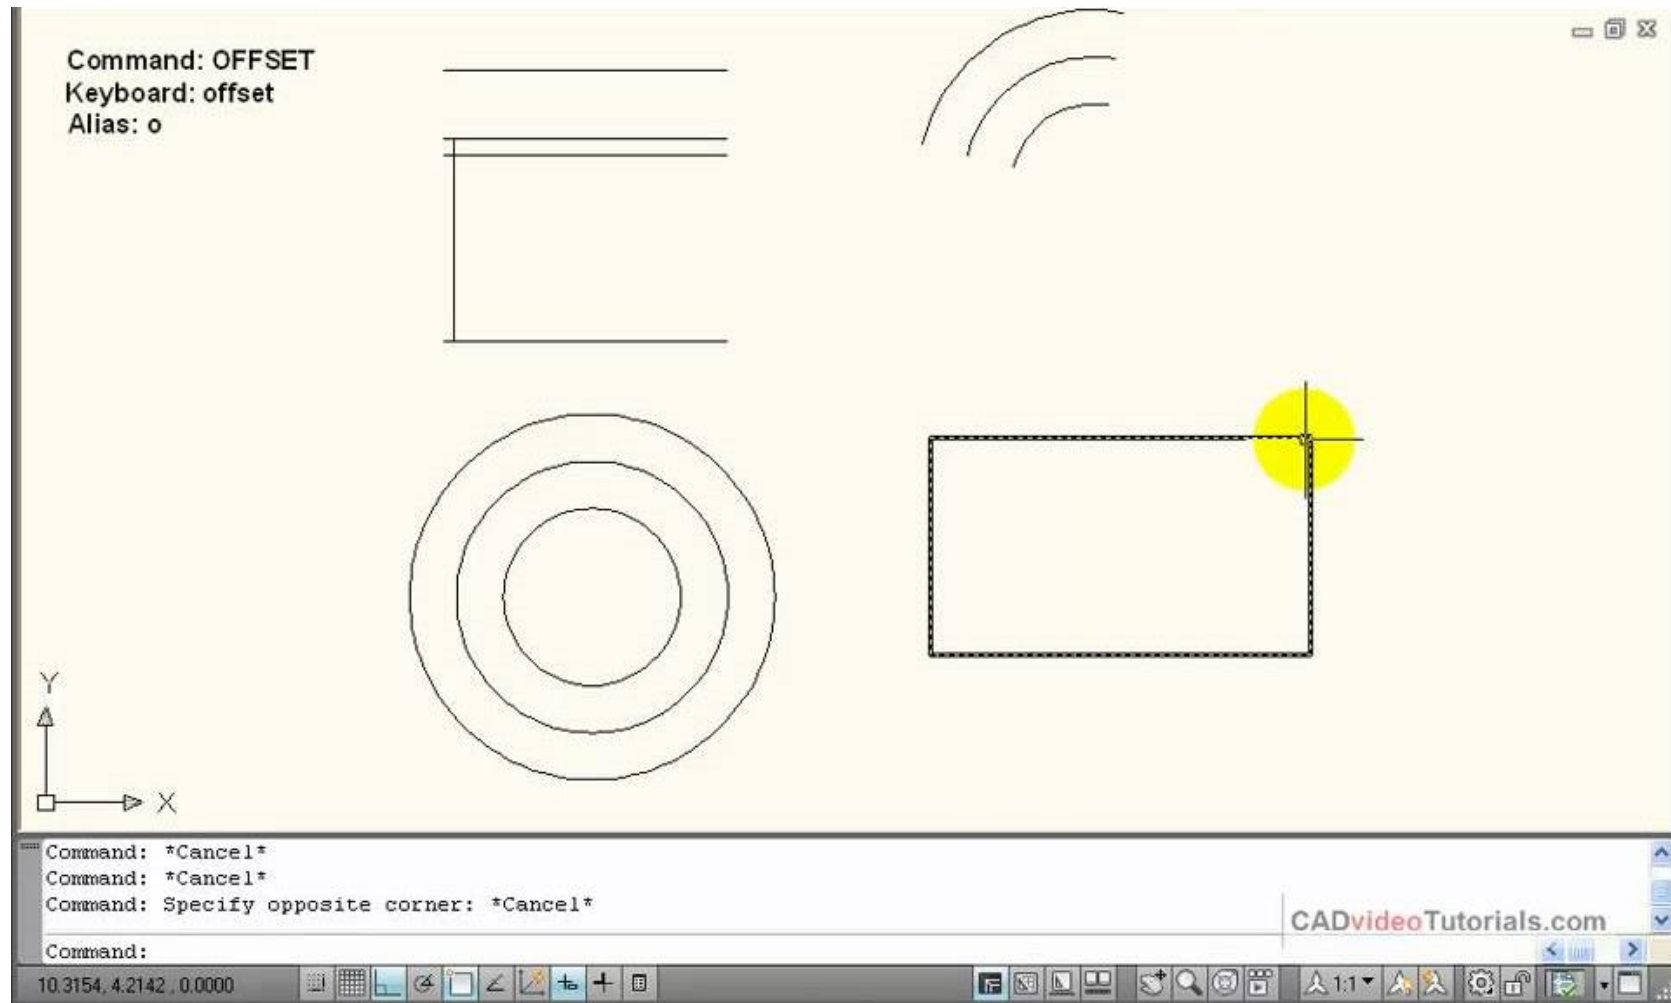 Command: OFFSET
Keyboard: offset
Alias: o
Y
X
Command: *Cancel*
Command: *Cancel*
Command: Specify opposite corner: *Cancel*
CADvideoTutorials.com
Command:
10.3154, 4.2142 , 0.0000
1:1